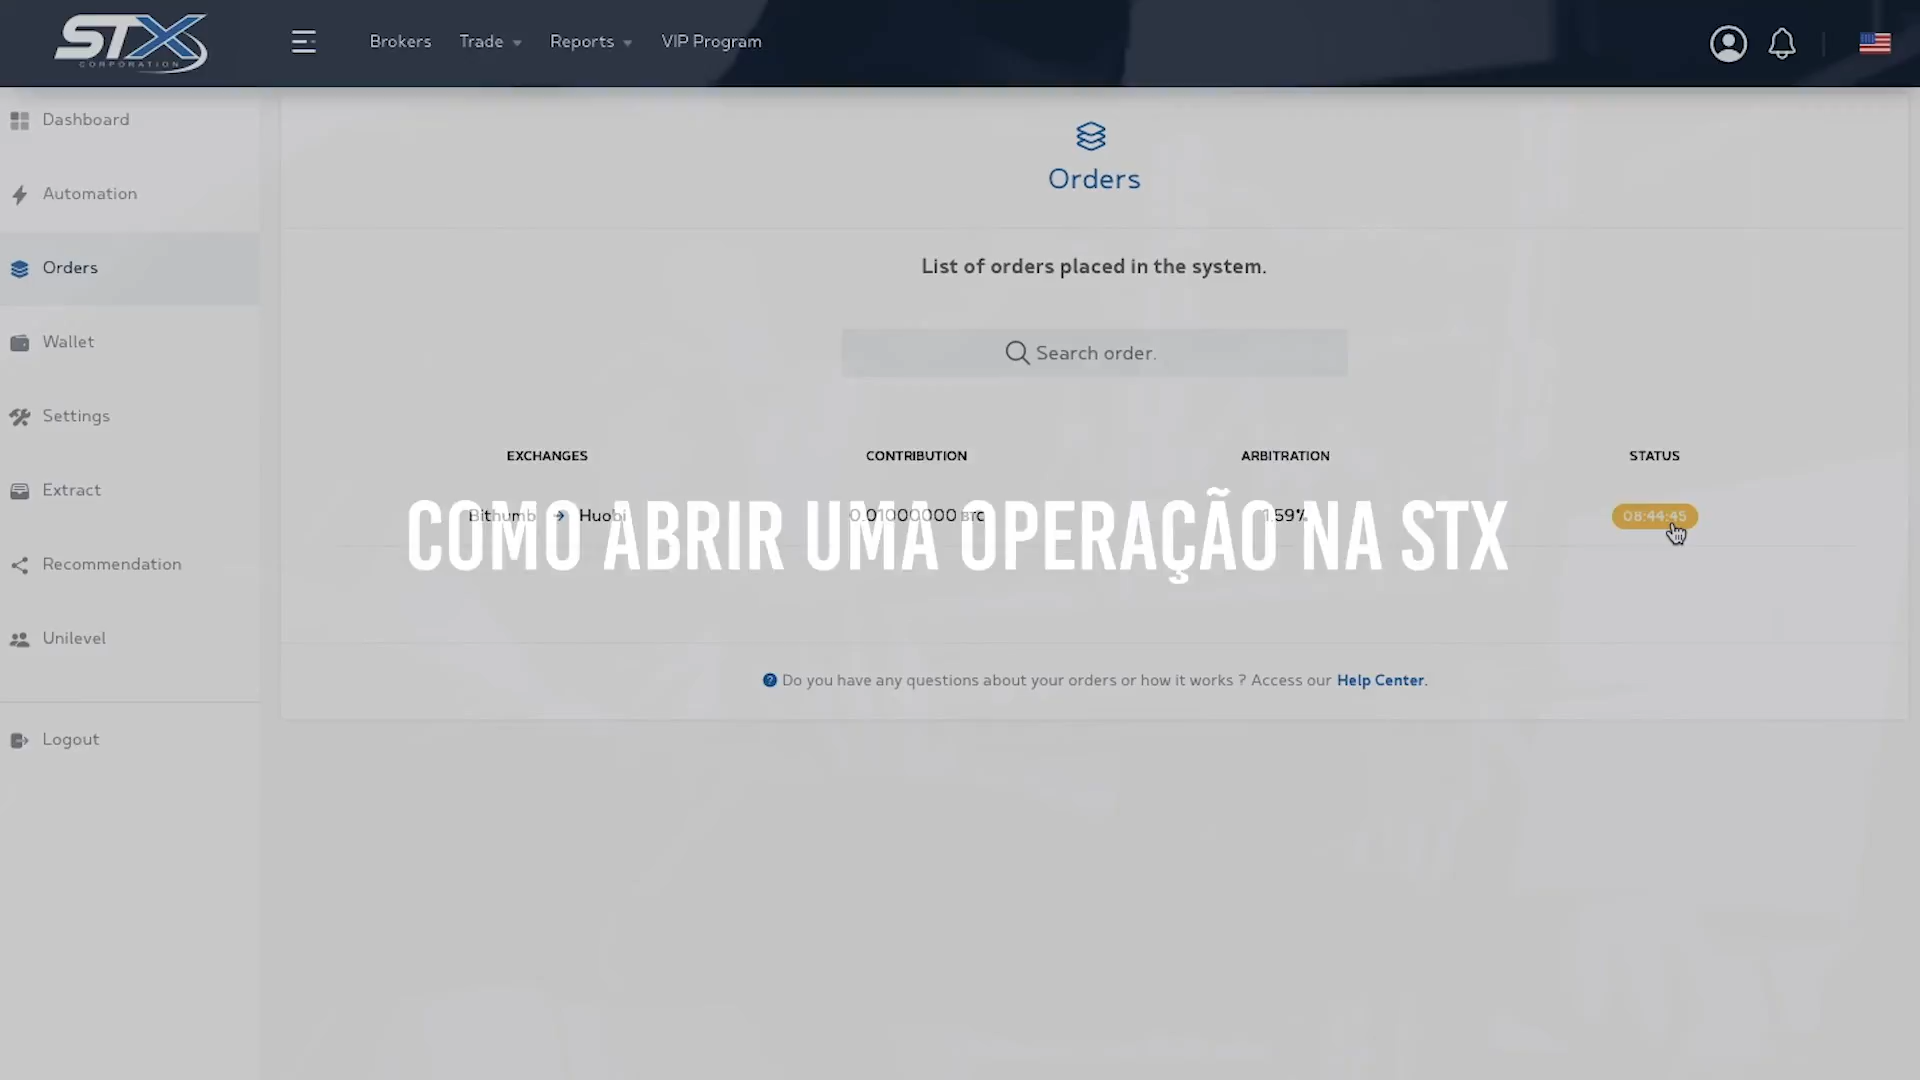 STX
CORPORATION
Brokers
Trade
Reports
VIP Program
Dashboard
Automation
Orders
Wallet
Settings
Extract
Recommendation
Unilevel
Logout
Orders
List of orders placed in the system.
Search order.
EXCHANGES CONTRIBUTION ARBITRATION STATUS
Bithumb → Huobi 0.01000000 BTC 1.59% 08:44:45
COMO ABRIR UMA OPERAÇÃO NA STX
Do you have any questions about your orders or how it works ? Access our Help Center.